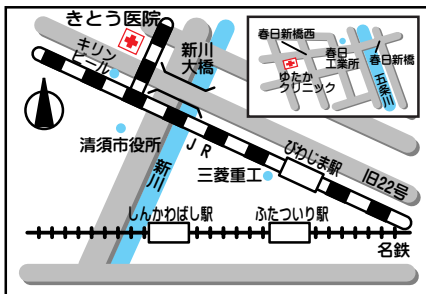 きとう医院
キリン
ビール
新川
大橋
春日新橋西
春日
工業所
春日新橋
ゆたか
クリニック
五条川
清須市役所
JR
びわじま駅
旧22号
新川
三菱重工
しんかわばし駅
ふたついり駅
名鉄